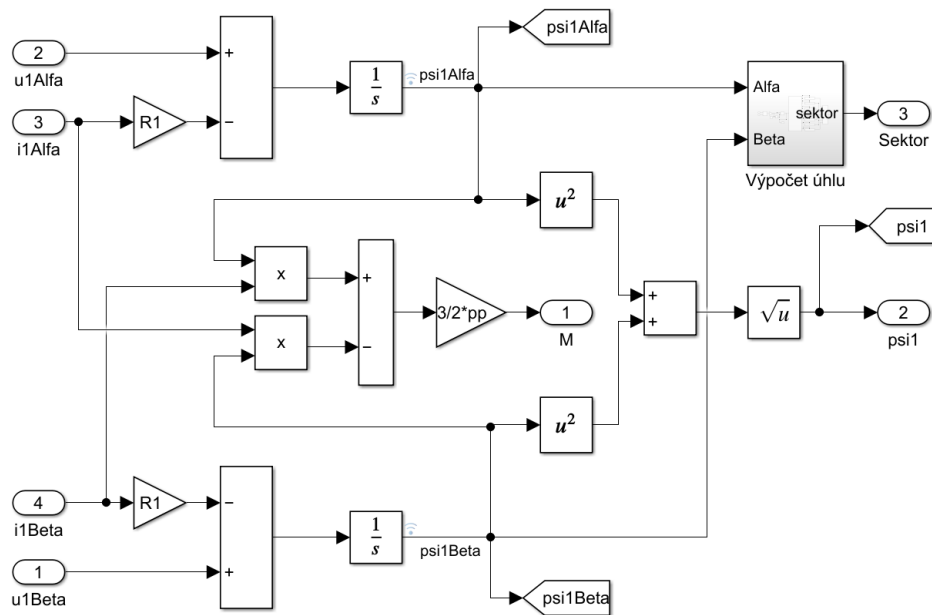 psi1Alfa
2
u1Alfa
+
1
s
psi1Alfa
Alfa
3
i1Alfa
R1
−
sektor
3
Sektor
Beta
Výpočet úhlu
u²
psi1
x
+
3/2*pp
1
M
+
+
√u
2
psi1
x
−
u²
4
i1Beta
R1
−
1
s
psi1Beta
1
u1Beta
+
psi1Beta